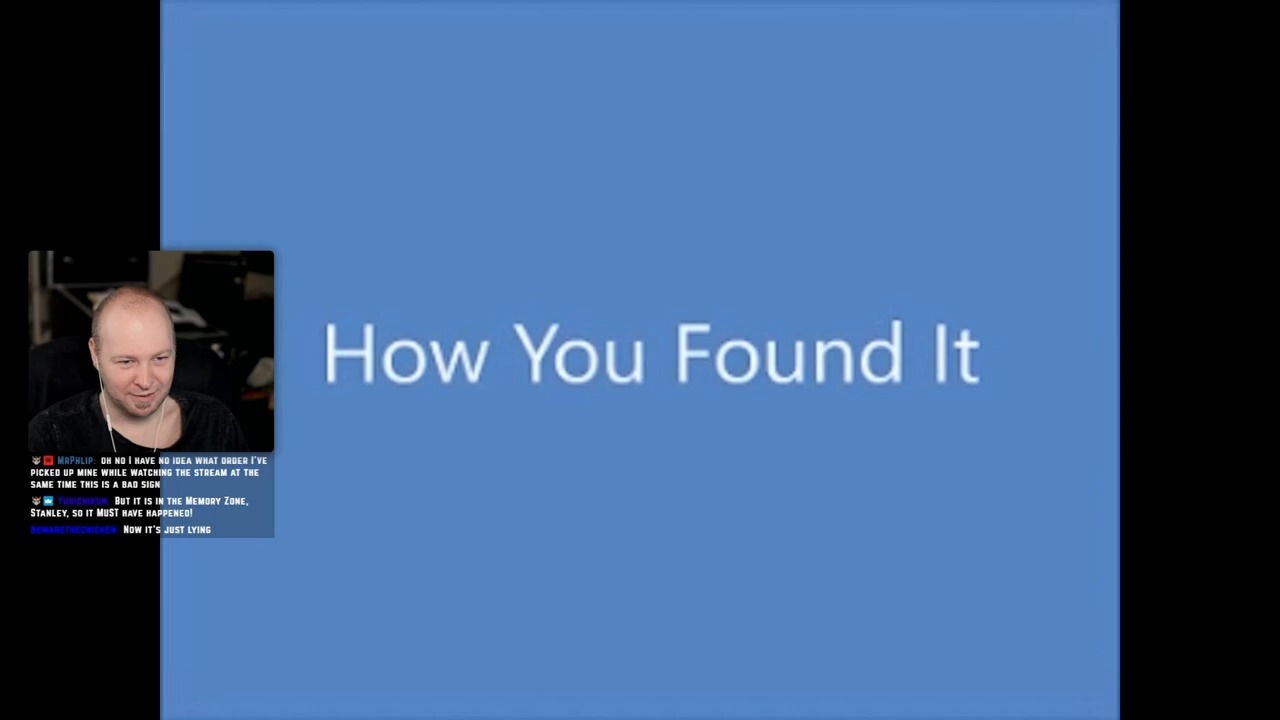 How You Found It
MrPhlip: oh no i have no idea what order i've
picked up mine while watching the stream at the
same time this is a bad sign
But it is in the Memory Zone,
Stanley, so it MUST have happened!
BewareTheChicken: Now it's just lying